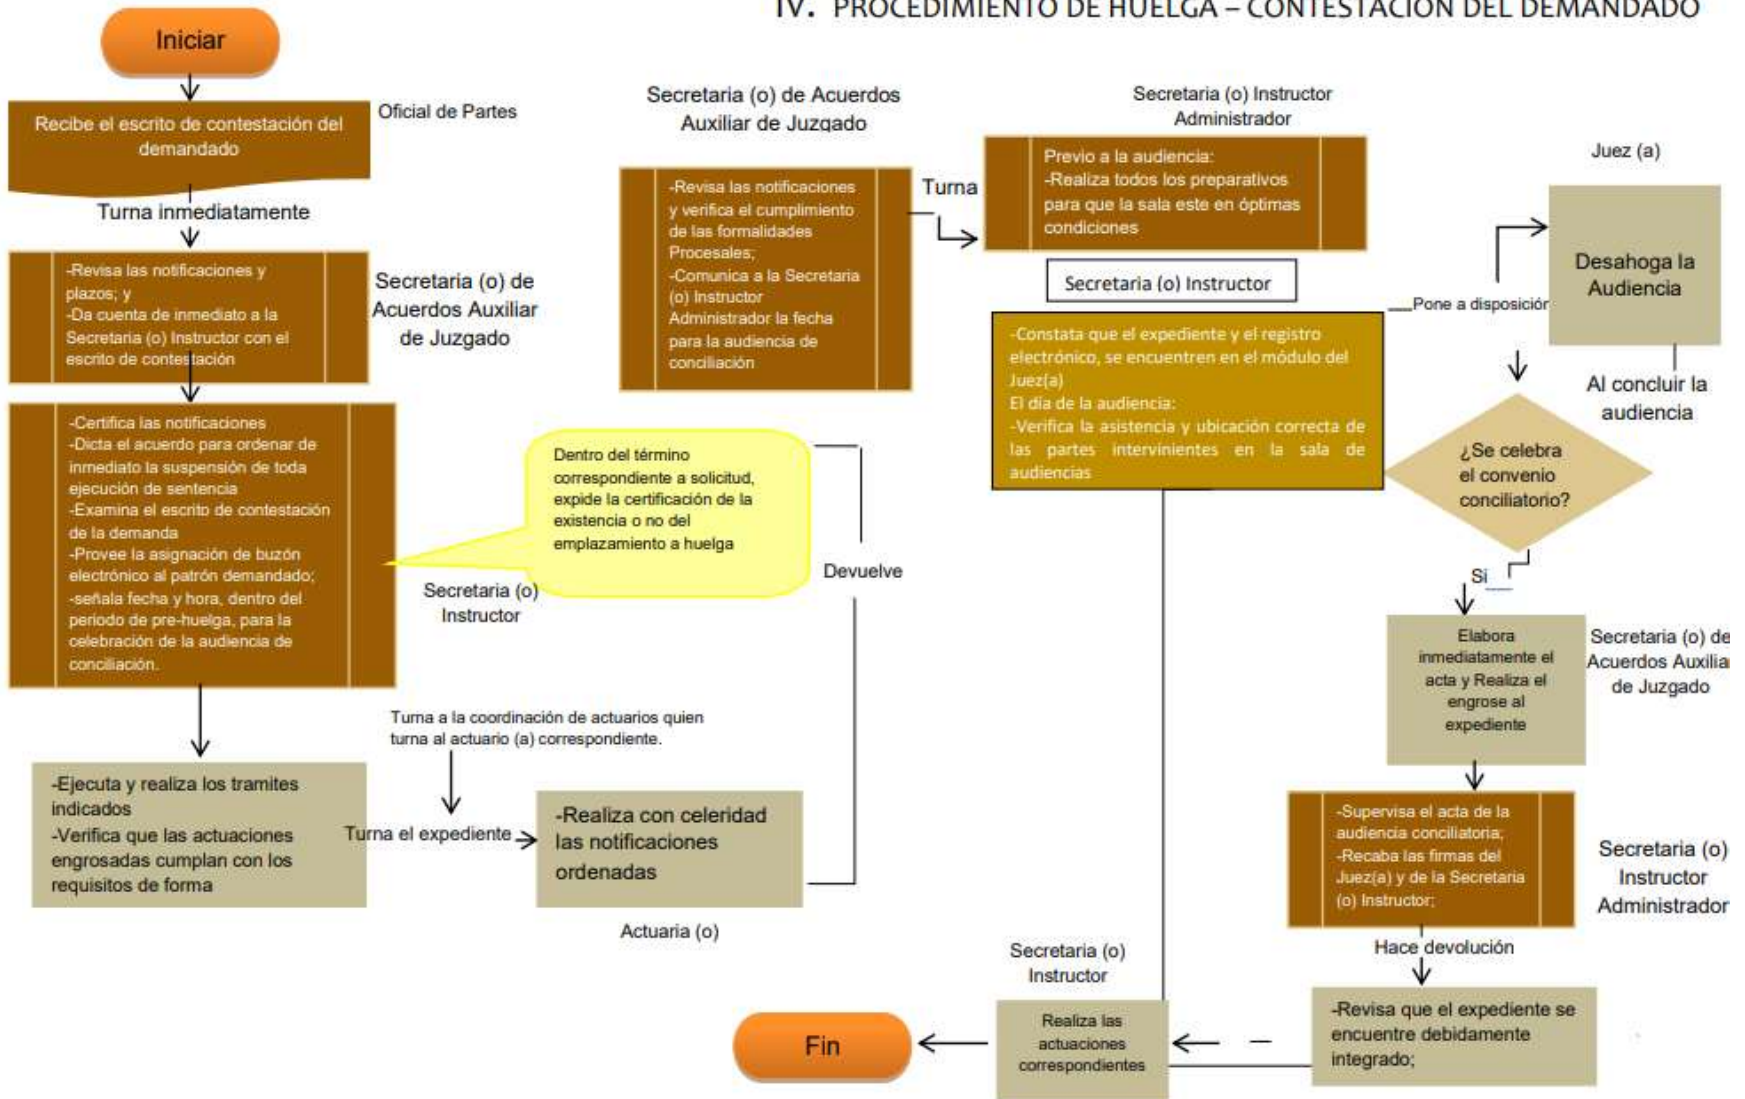 IV. PROCEDIMIENTO DE HUELGA – CONTESTACIÓN DEL DEMANDADO
Iniciar
Recibe el escrito de contestación del
demandado
Oficial de Partes
Turna inmediatamente
-Revisa las notificaciones y
plazos; y
-Da cuenta de inmediato a la
Secretaria (o) Instructor con el
escrito de contestación
Secretaria (o) de
Acuerdos Auxiliar
de Juzgado
-Certifica las notificaciones
-Dicta el acuerdo para ordenar de
inmediato la suspensión de toda
ejecución de sentencia
-Examina el escrito de contestación
de la demanda
-Provee la asignación de buzón
electrónico al patrón demandado;
-señala fecha y hora, dentro del
periodo de pre-huelga, para la
celebración de la audiencia de
conciliación.
Dentro del término
correspondiente a solicitud,
expide la certificación de la
existencia o no del
emplazamiento a huelga
Secretaria (o)
Instructor
Devuelve
Turna a la coordinación de actuarios quien
turna al actuario (a) correspondiente.
-Ejecuta y realiza los tramites
indicados
-Verifica que las actuaciones
engrosadas cumplan con los
requisitos de forma
Turna el expediente
-Realiza con celeridad
las notificaciones
ordenadas
Actuaria (o)
Secretaria (o) de Acuerdos
Auxiliar de Juzgado
-Revisa las notificaciones
y verifica el cumplimiento
de las formalidades
Procesales;
-Comunica a la Secretaria
(o) Instructor
Administrador la fecha
para la audiencia de
conciliación
Turna
Secretaria (o) Instructor
Administrador
Previo a la audiencia:
-Realiza todos los preparativos
para que la sala este en óptimas
condiciones
Secretaria (o) Instructor
-Constata que el expediente y el registro
electrónico, se encuentren en el módulo del
Juez(a)
El día de la audiencia:
-Verifica la asistencia y ubicación correcta de
las partes intervinientes en la sala de
audiencias
Pone a disposición
Juez (a)
Desahoga la
Audiencia
Al concluir la
audiencia
¿Se celebra
el convenio
conciliatorio?
Si
Elabora
inmediatamente el
acta y Realiza el
engrose al
expediente
Secretaria (o) de
Acuerdos Auxiliar
de Juzgado
-Supervisa el acta de la
audiencia conciliatoria;
-Recaba las firmas del
Juez(a) y de la Secretaria
(o) Instructor;
Secretaria (o)
Instructor
Administrador
Hace devolución
-Revisa que el expediente se
encuentre debidamente
integrado;
Secretaria (o)
Instructor
Realiza las
actuaciones
correspondientes
Fin